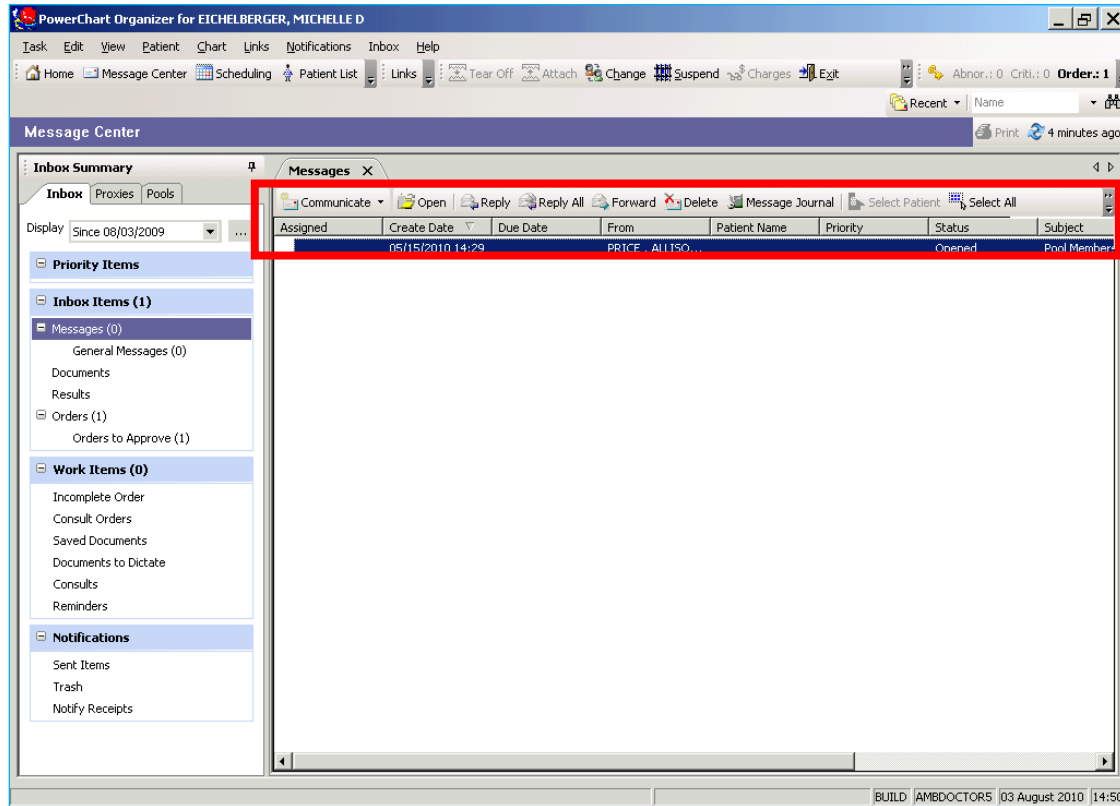 PowerChart Organizer for EICHELBERGER, MICHELLE D
Task Edit View Patient Chart Links Notifications Inbox Help
Home Message Center Scheduling Patient List Links Tear Off Attach Change Suspend Charges Exit Abnor.: 0 Criti.: 0 Order.: 1
Recent Name
Message Center Print 4 minutes ago
Inbox Summary
Inbox Proxies Pools
Display Since 08/03/2009 ...
Priority Items
Inbox Items (1)
Messages (0)
General Messages (0)
Documents
Results
Orders (1)
Orders to Approve (1)
Work Items (0)
Incomplete Order
Consult Orders
Saved Documents
Documents to Dictate
Consults
Reminders
Notifications
Sent Items
Trash
Notify Receipts
Messages X
Communicate Open Reply Reply All Forward Delete Message Journal Select Patient Select All
Assigned Create Date Due Date From Patient Name Priority Status Subject
05/15/2010 14:29 PRICE , ALLISO... Opened Pool Member
BUILD AMBDOCTOR5 03 August 2010 14:50